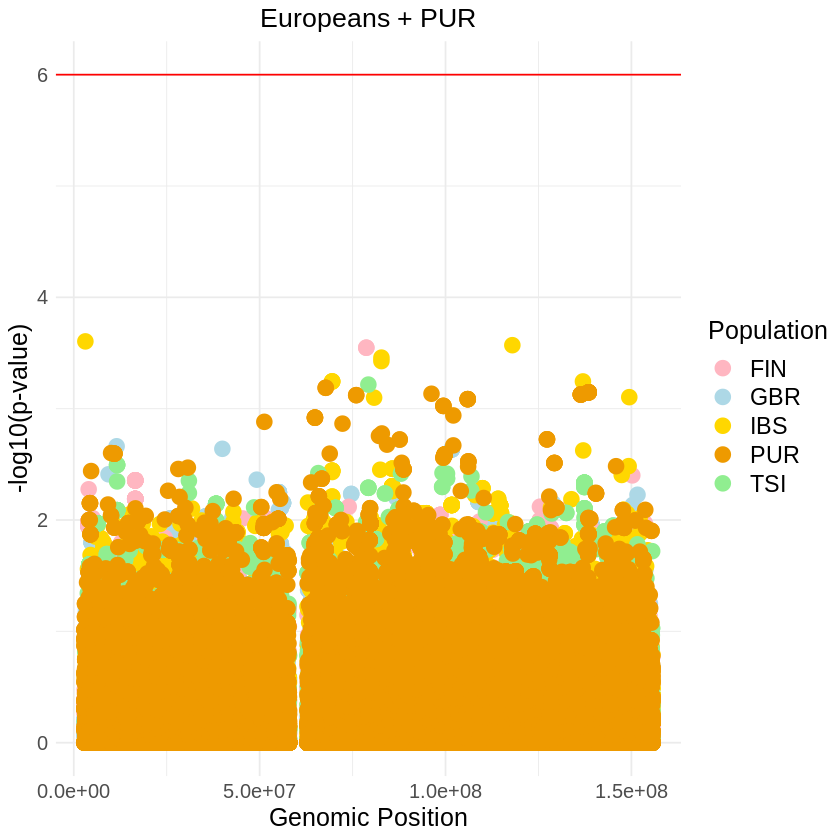 Europeans + PUR
6
4
2
0
-log10(p-value)
0.0e+00
5.0e+07
1.0e+08
1.5e+08
Genomic Position
Population
FIN
GBR
IBS
PUR
TSI